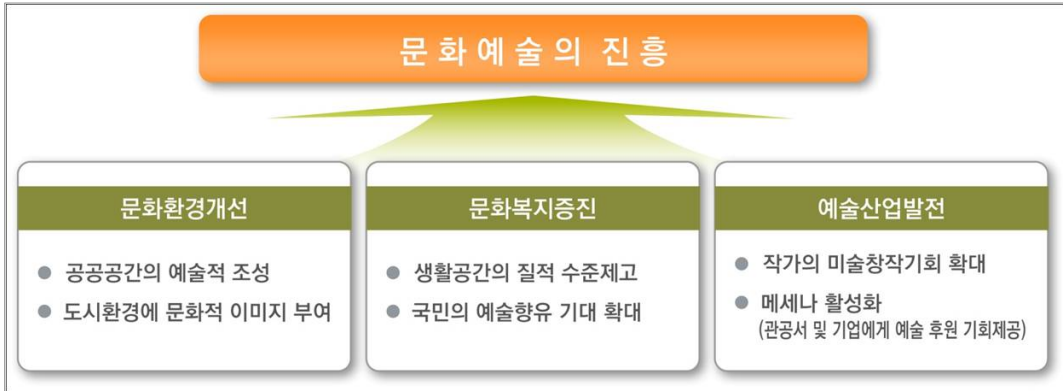 문화예술의 진흥
문화환경개선
● 공공공간의 예술적 조성
● 도시환경에 문화적 이미지 부여
문화복지증진
● 생활공간의 질적 수준제고
● 국민의 예술향유 기대 확대
예술산업발전
● 작가의 미술창작기회 확대
● 메세나 활성화
(관공서 및 기업에게 예술 후원 기회제공)